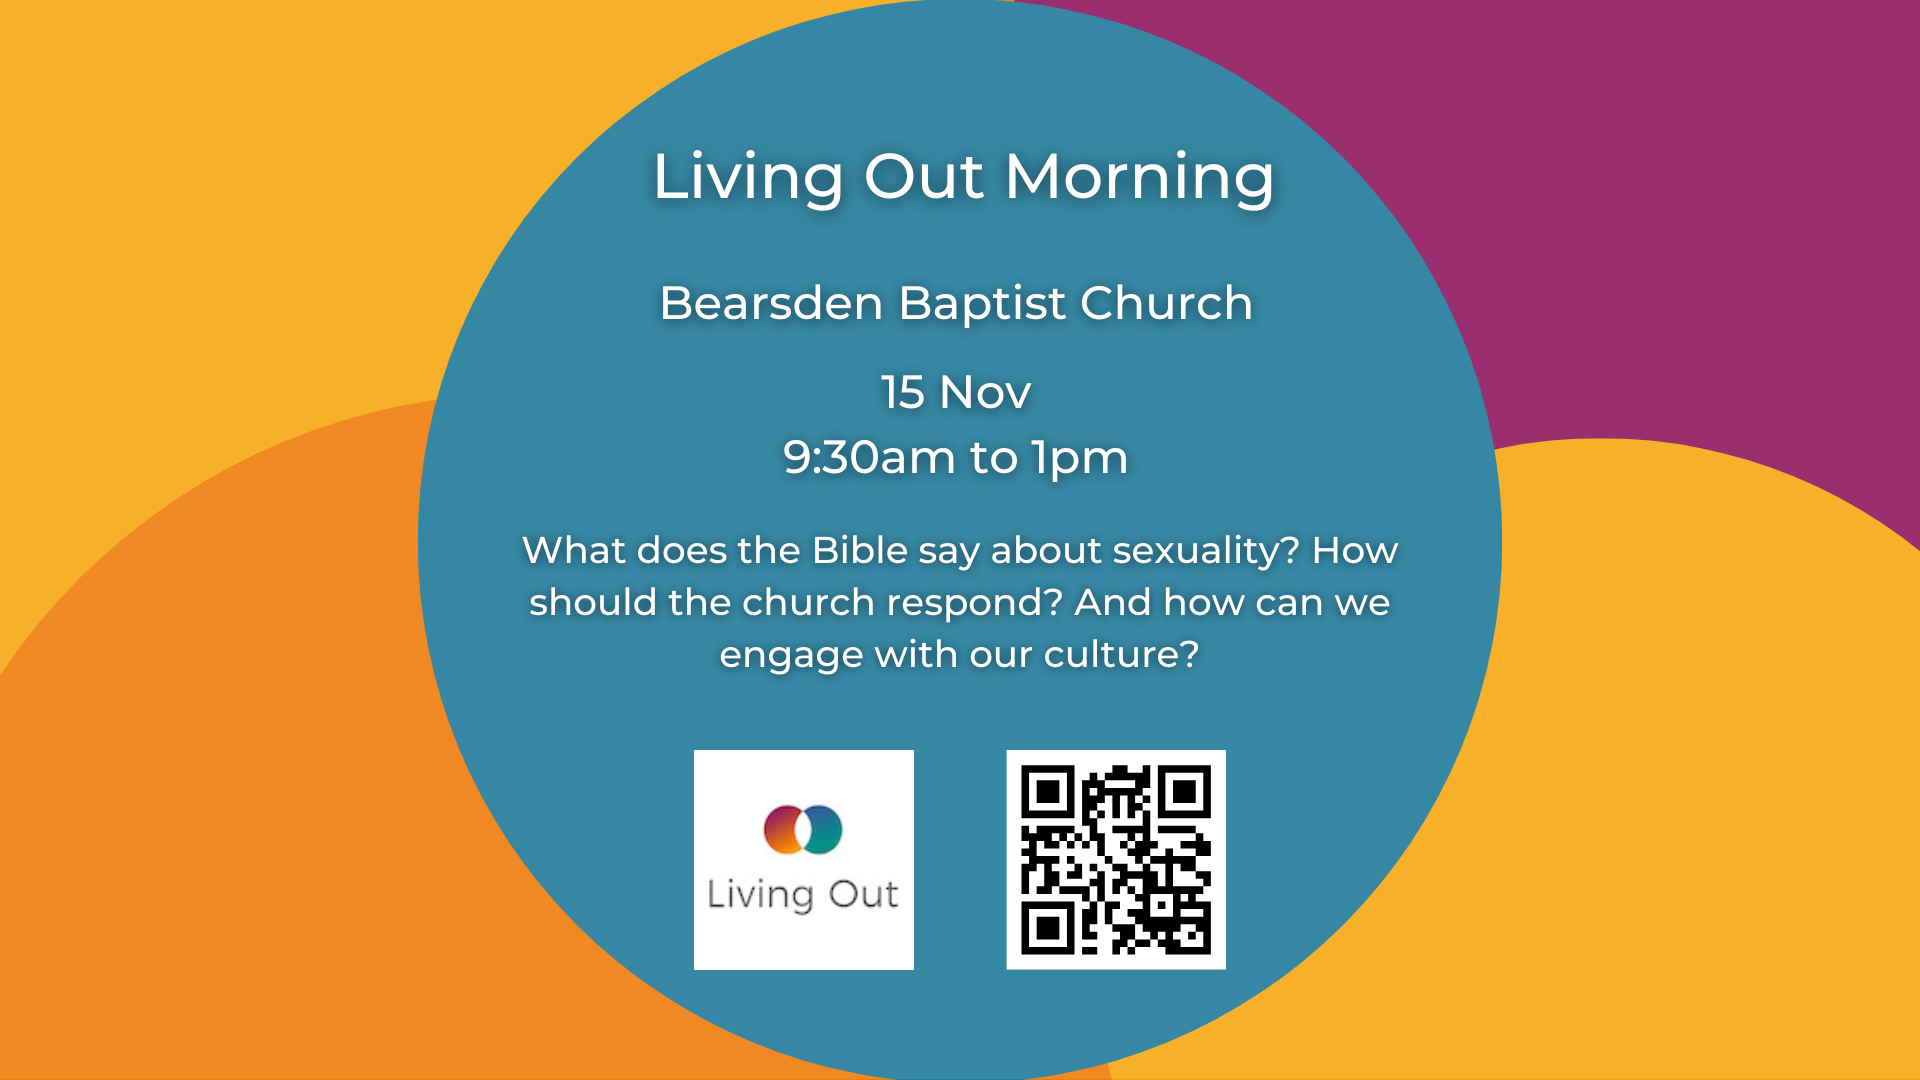 Living Out Morning
Bearsden Baptist Church
15 Nov
9:30am to 1pm
What does the Bible say about sexuality? How
should the church respond? And how can we
engage with our culture?
Living Out